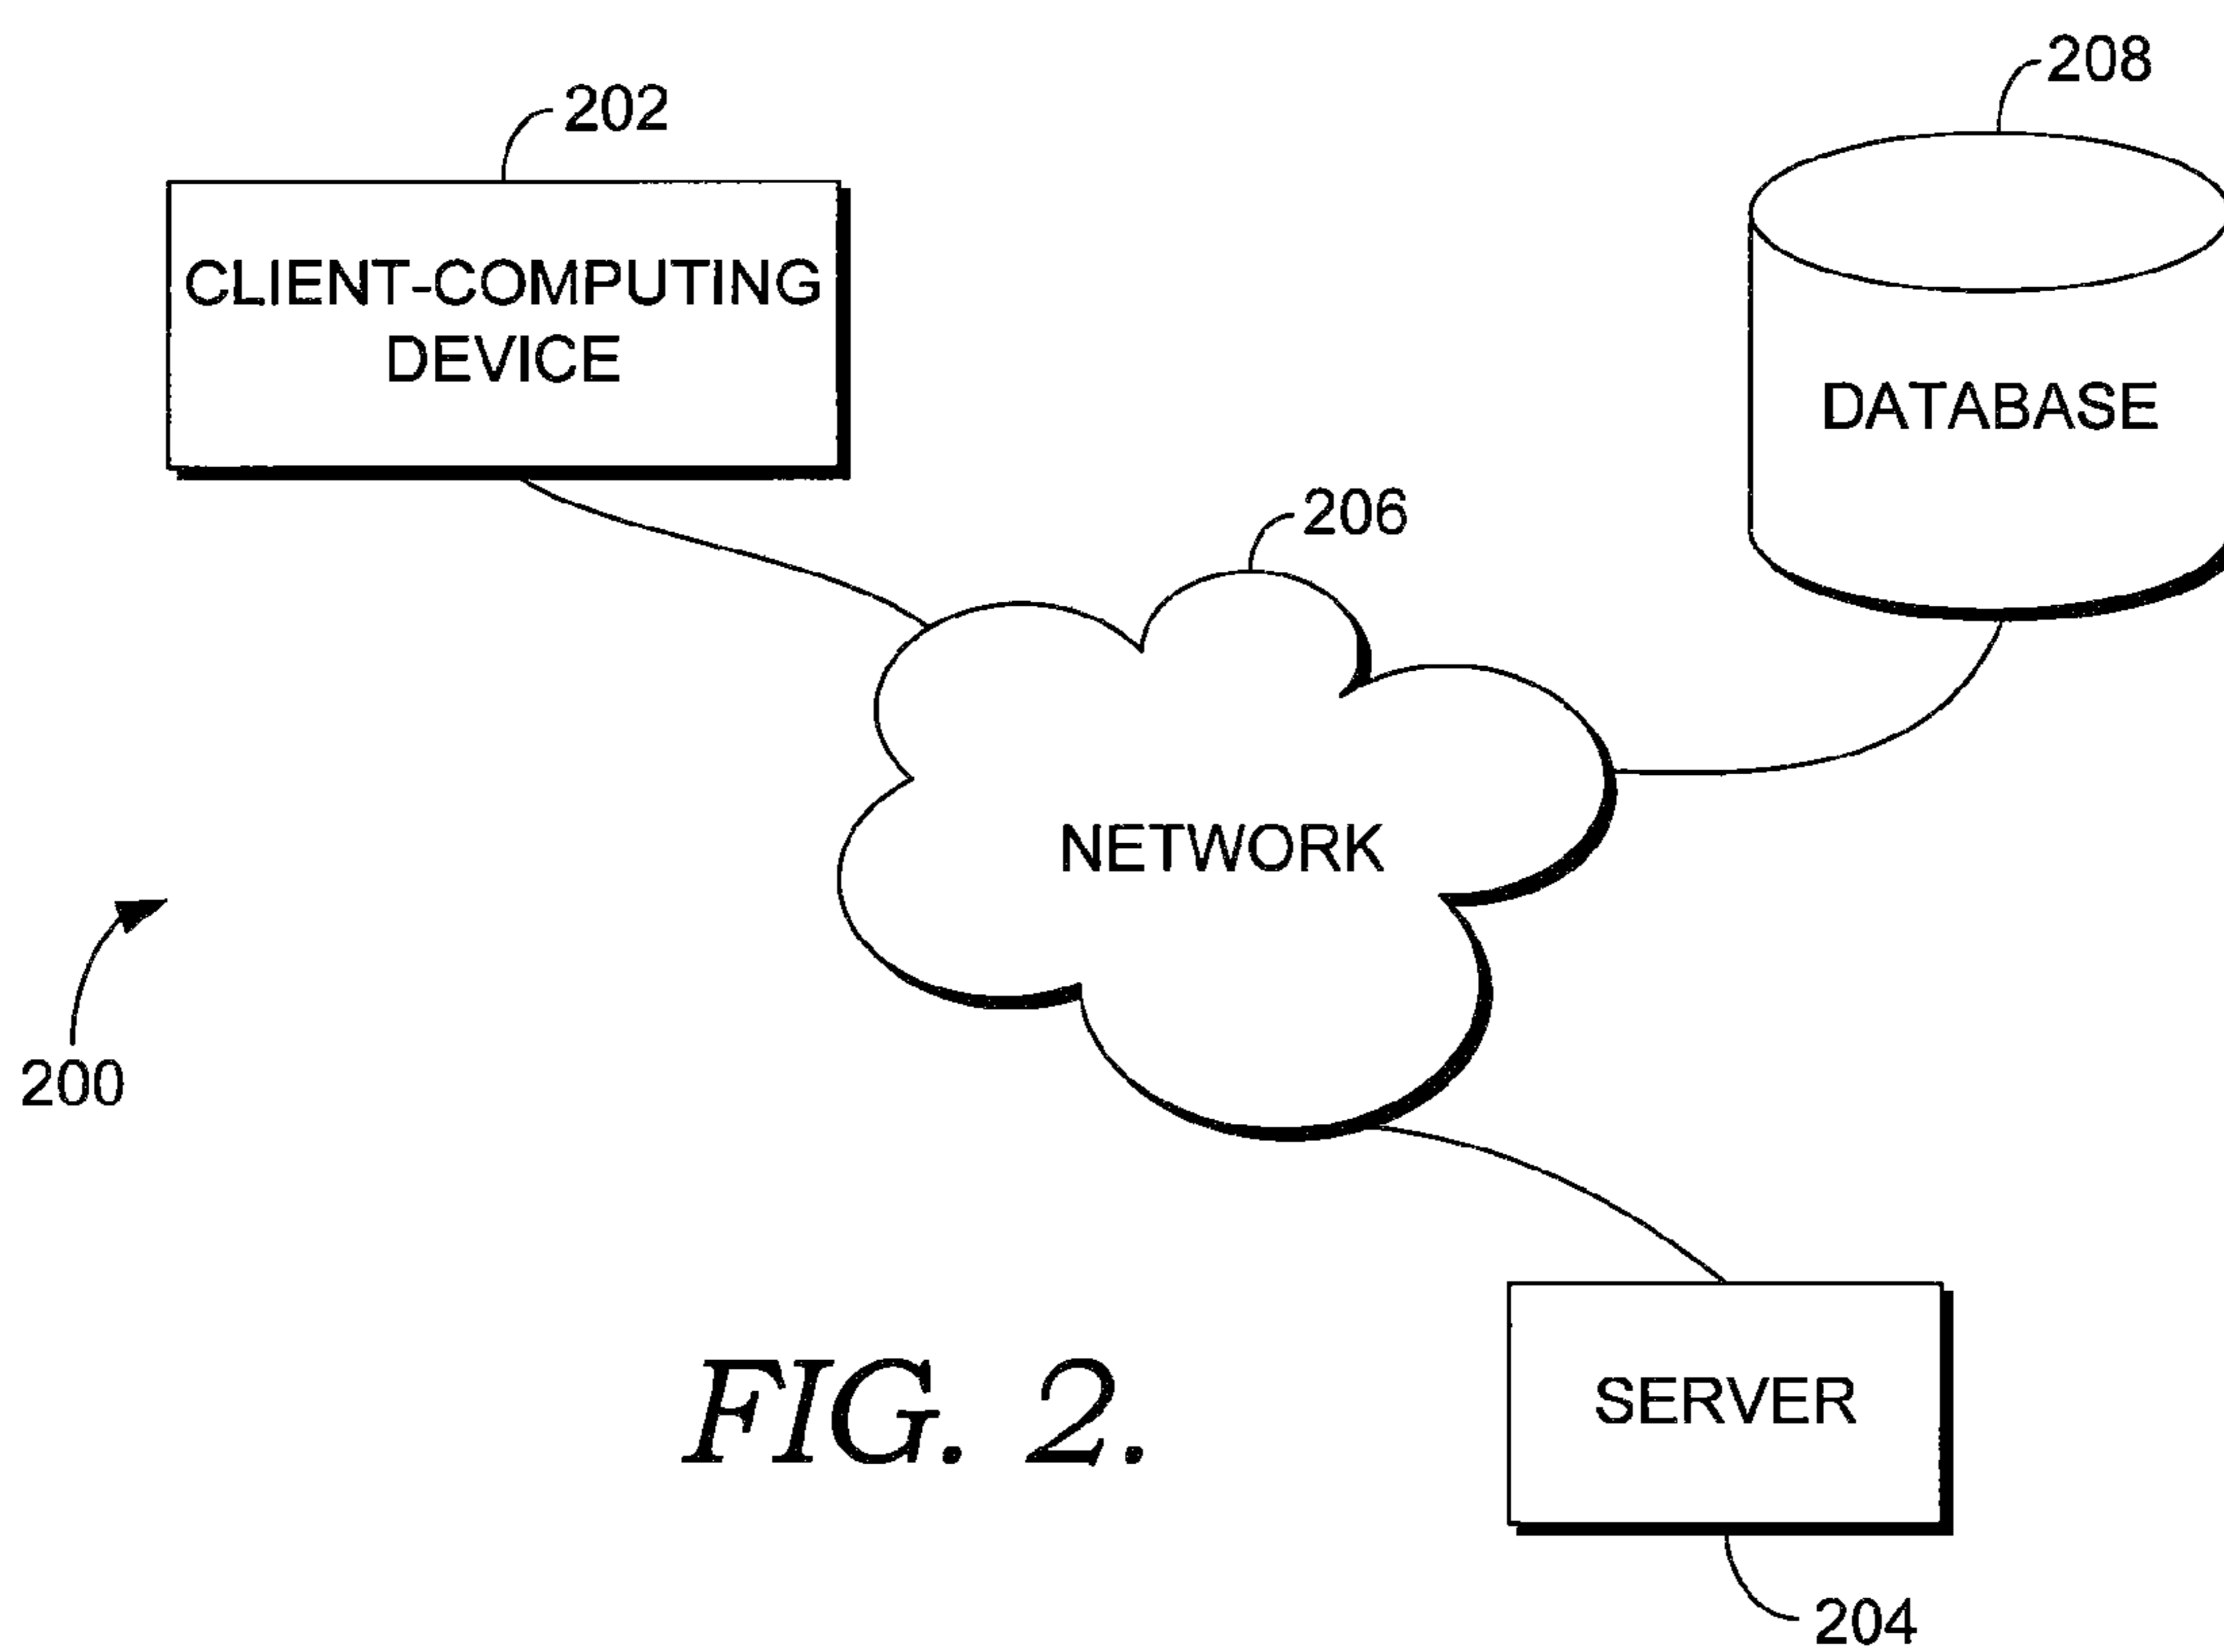 208
202
CLIENT-COMPUTING
DEVICE
DATABASE
206
NETWORK
200
SERVER
FIG. 2.
204